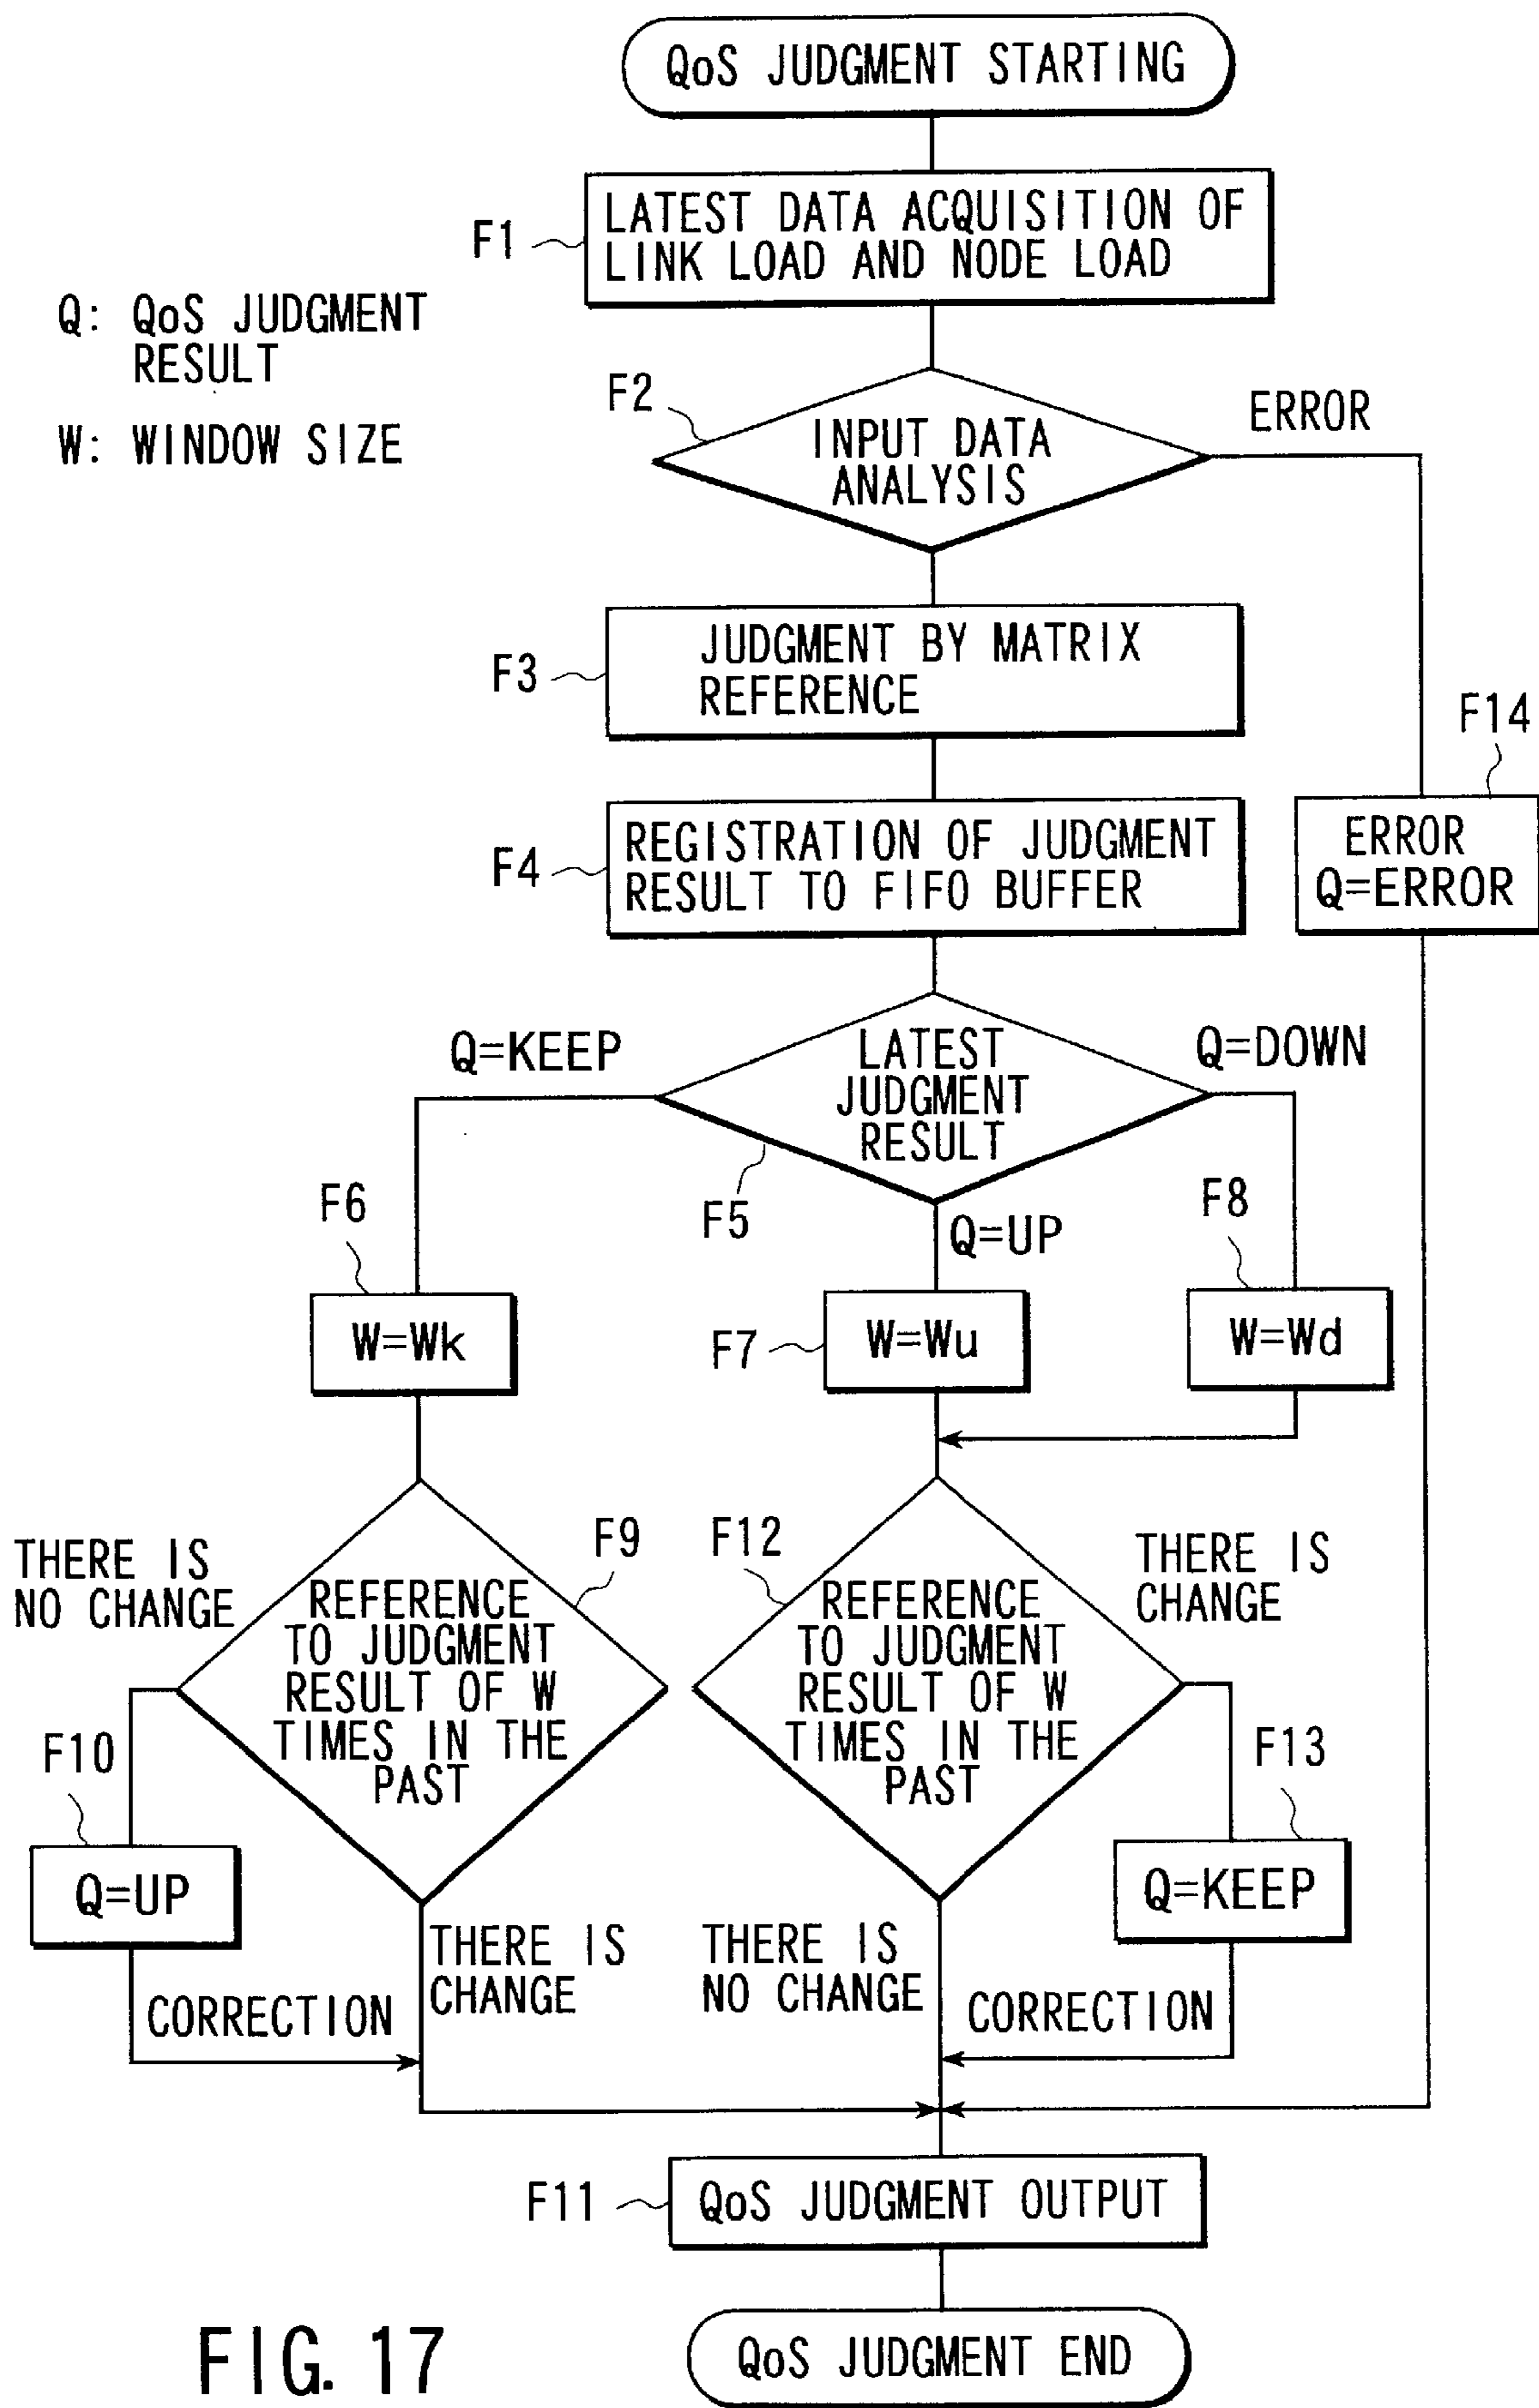 QoS JUDGMENT STARTING
F1
LATEST DATA ACQUISITION OF
LINK LOAD AND NODE LOAD
Q: QoS JUDGMENT
RESULT
W: WINDOW SIZE
F2
INPUT DATA
ANALYSIS
ERROR
F3
JUDGMENT BY MATRIX
REFERENCE
F14
ERROR
Q=ERROR
F4
REGISTRATION OF JUDGMENT
RESULT TO FIFO BUFFER
Q=KEEP
LATEST
JUDGMENT
RESULT
Q=DOWN
F5
Q=UP
F6
W=Wk
F7
W=Wu
F8
W=Wd
THERE IS
NO CHANGE
F9
REFERENCE
TO JUDGMENT
RESULT OF W
TIMES IN THE
PAST
F12
REFERENCE
TO JUDGMENT
RESULT OF W
TIMES IN THE
PAST
THERE IS
CHANGE
F10
Q=UP
F13
Q=KEEP
CORRECTION
THERE IS
CHANGE
THERE IS
NO CHANGE
CORRECTION
F11
QoS JUDGMENT OUTPUT
QoS JUDGMENT END
FIG. 17